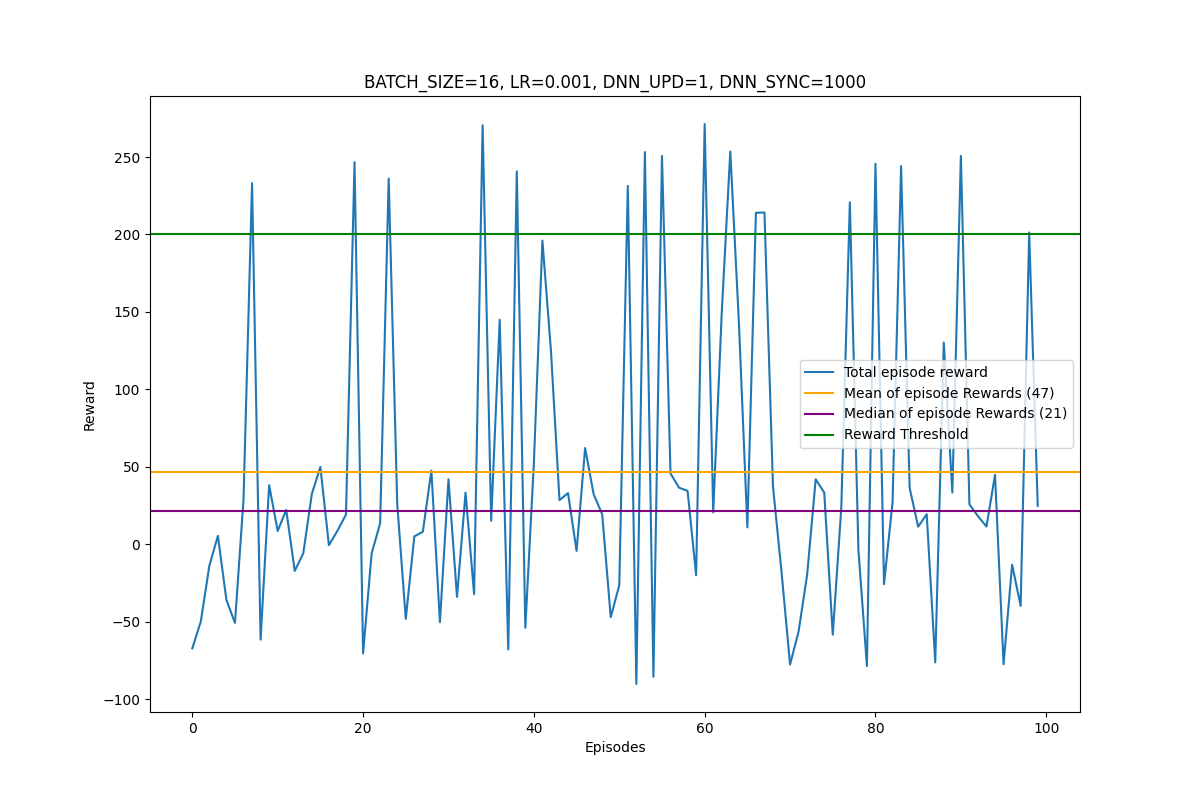 BATCH_SIZE=16, LR=0.001, DNN_UPD=1, DNN_SYNC=1000
250
200
150
100
50
0
−50
−100
Reward
Total episode reward
Mean of episode Rewards (47)
Median of episode Rewards (21)
Reward Threshold
0 20 40 60 80 100
Episodes